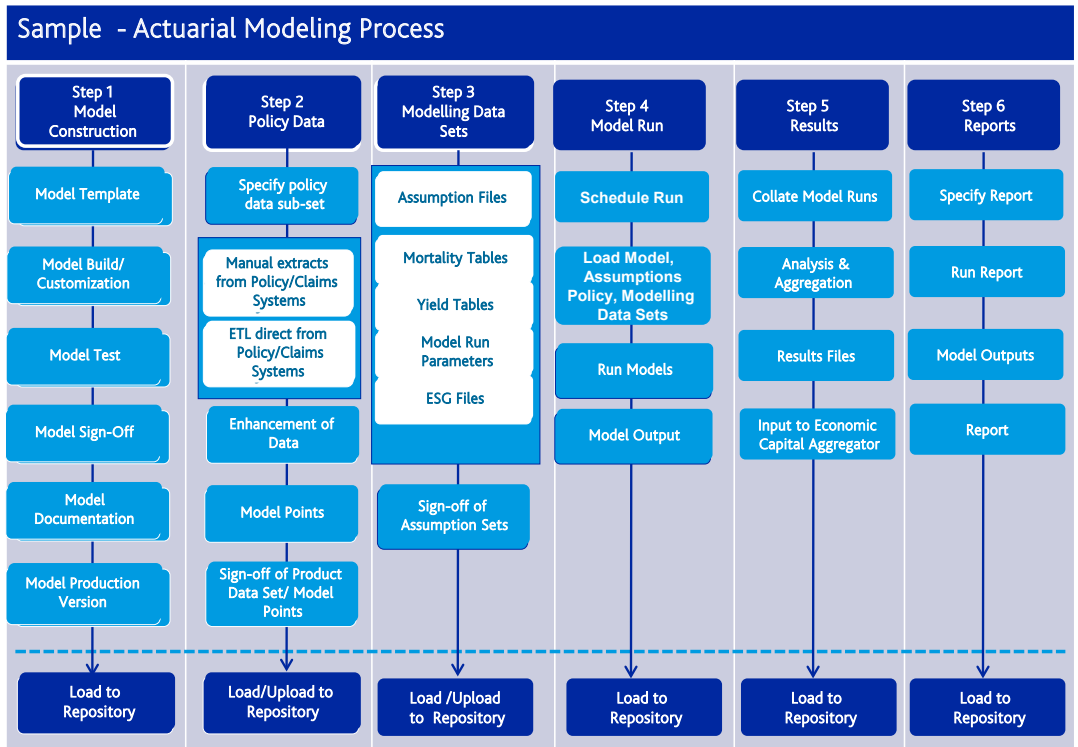 Sample - Actuarial Modeling Process
Step 1
Model
Construction
Model Template
Model Build/
Customization
Model Test
Model Sign-Off
Model
Documentation
Model Production
Version
Load to
Repository
Step 2
Policy Data
Specify policy
data sub-set
Manual extracts
from Policy/Claims
Systems
ETL direct from
Policy/Claims
Systems
Enhancement of
Data
Model Points
Sign-off of Product
Data Set/ Model
Points
Load/Upload to
Repository
Step 3
Modelling Data
Sets
Assumption Files
Mortality Tables
Yield Tables
Model Run
Parameters
ESG Files
Sign-off of
Assumption Sets
Load /Upload
to Repository
Step 4
Model Run
Schedule Run
Load Model,
Assumptions
Policy, Modelling
Data Sets
Run Models
Model Output
Load to
Repository
Step 5
Results
Collate Model Runs
Analysis &
Aggregation
Results Files
Input to Economic
Capital Aggregator
Load to
Repository
Step 6
Reports
Specify Report
Run Report
Model Outputs
Report
Load to
Repository